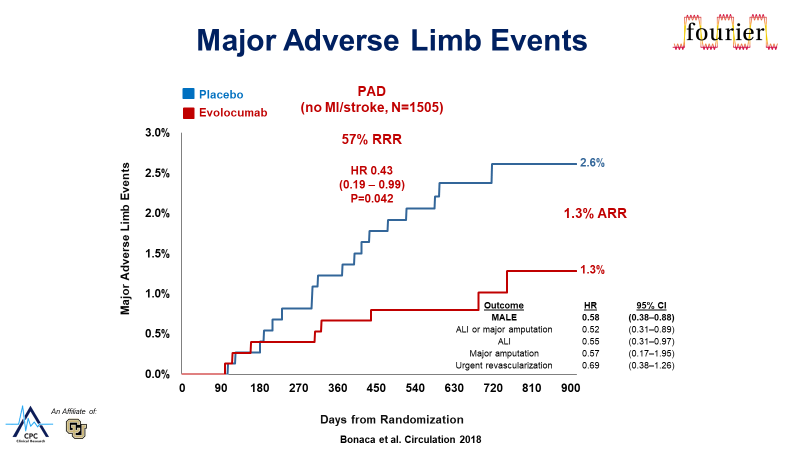 Major Adverse Limb Events
fourier
Placebo
Evolocumab
PAD
(no MI/stroke, N=1505)
57% RRR
HR 0.43
(0.19 – 0.99)
P=0.042
Major Adverse Limb Events
3.0%
2.5%
2.0%
1.5%
1.0%
0.5%
0.0%
2.6%
1.3% ARR
1.3%
Outcome HR 95% CI
MALE 0.58 (0.38–0.88)
ALI or major amputation 0.52 (0.31–0.89)
ALI 0.55 (0.31–0.97)
Major amputation 0.57 (0.17–1.95)
Urgent revascularization 0.69 (0.38–1.26)
0 90 180 270 360 450 540 630 720 810 900
Days from Randomization
Bonaca et al. Circulation 2018
An Affiliate of:
CPC
Clinical Research
CU